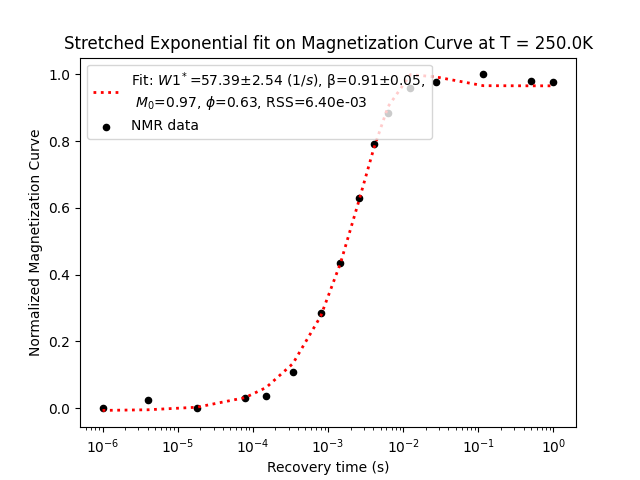 Stretched Exponential fit on Magnetization Curve at T = 250.0K
Fit: W1*=57.39±2.54 (1/s), β=0.91±0.05,
M₀=0.97, ϕ=0.63, RSS=6.40e-03
NMR data
Normalized Magnetization Curve
1.0
0.8
0.6
0.4
0.2
0.0
10⁻⁶ 10⁻⁵ 10⁻⁴ 10⁻³ 10⁻² 10⁻¹ 10⁰
Recovery time (s)